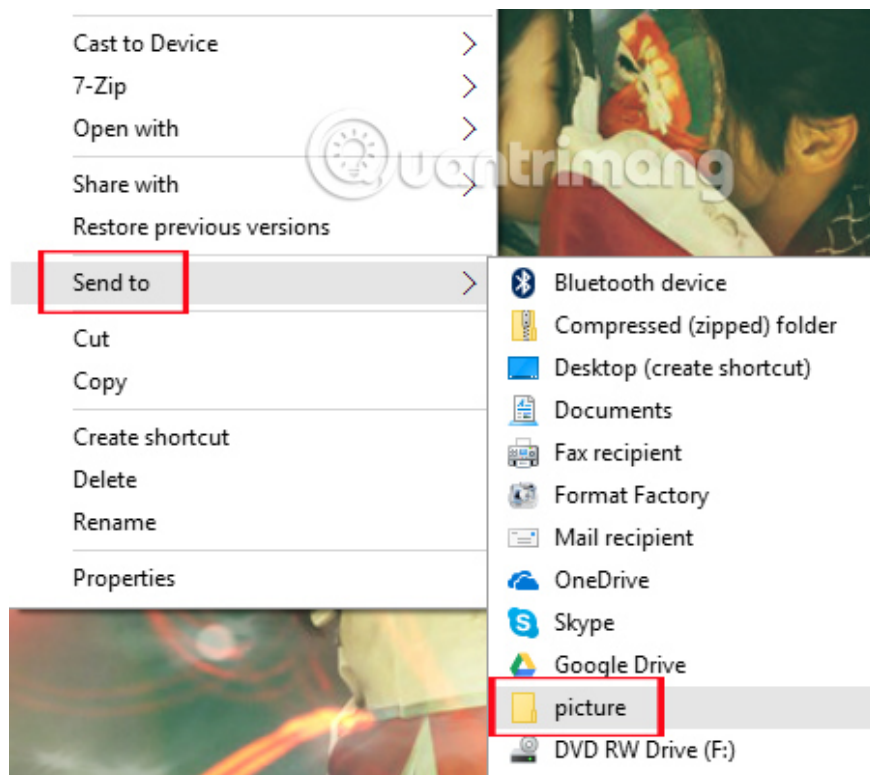 Cast to Device
7-Zip
Open with
Share with
Restore previous versions
Send to
Cut
Copy
Create shortcut
Delete
Rename
Properties
Quantrimang
Bluetooth device
Compressed (zipped) folder
Desktop (create shortcut)
Documents
Fax recipient
Format Factory
Mail recipient
OneDrive
Skype
Google Drive
picture
DVD RW Drive (F:)